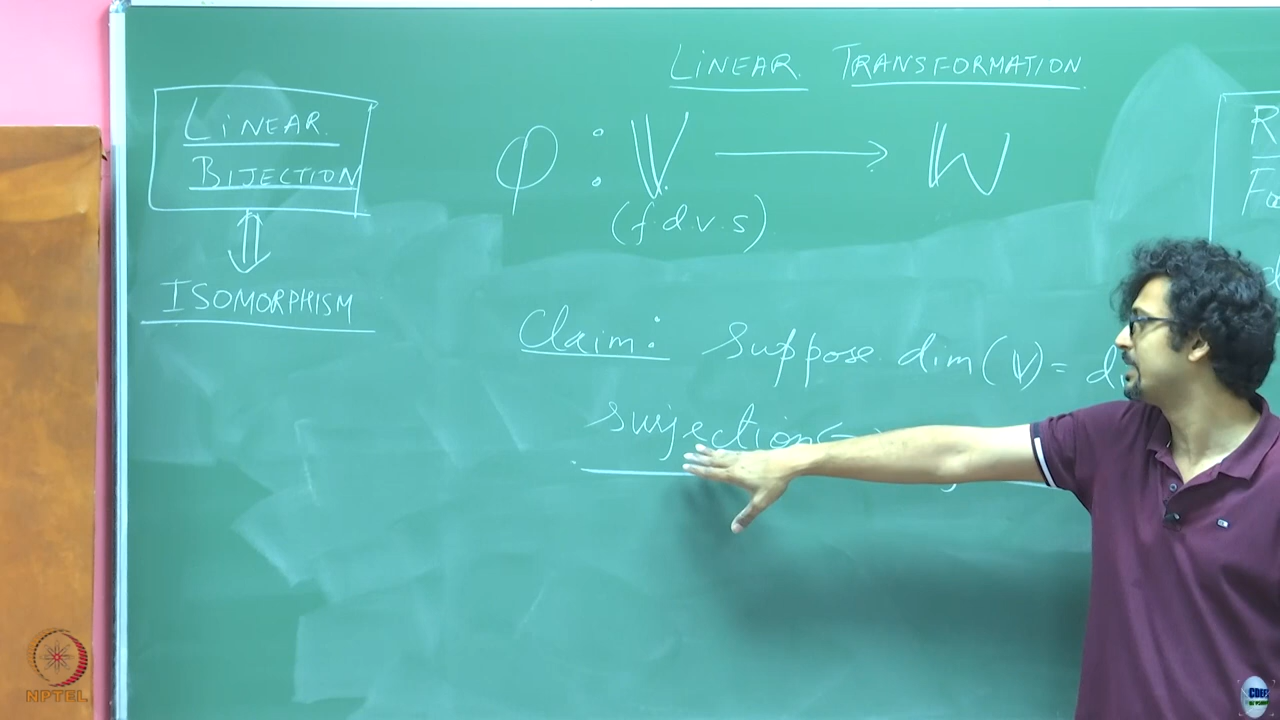 LINEAR TRANSFORMATION
LINEAR
BIJECTION
⇕
ISOMORPHISM
φ : V ⟶ W
(f.d.v.s)
Claim: Suppose dim(V) =
surjection
NPTEL